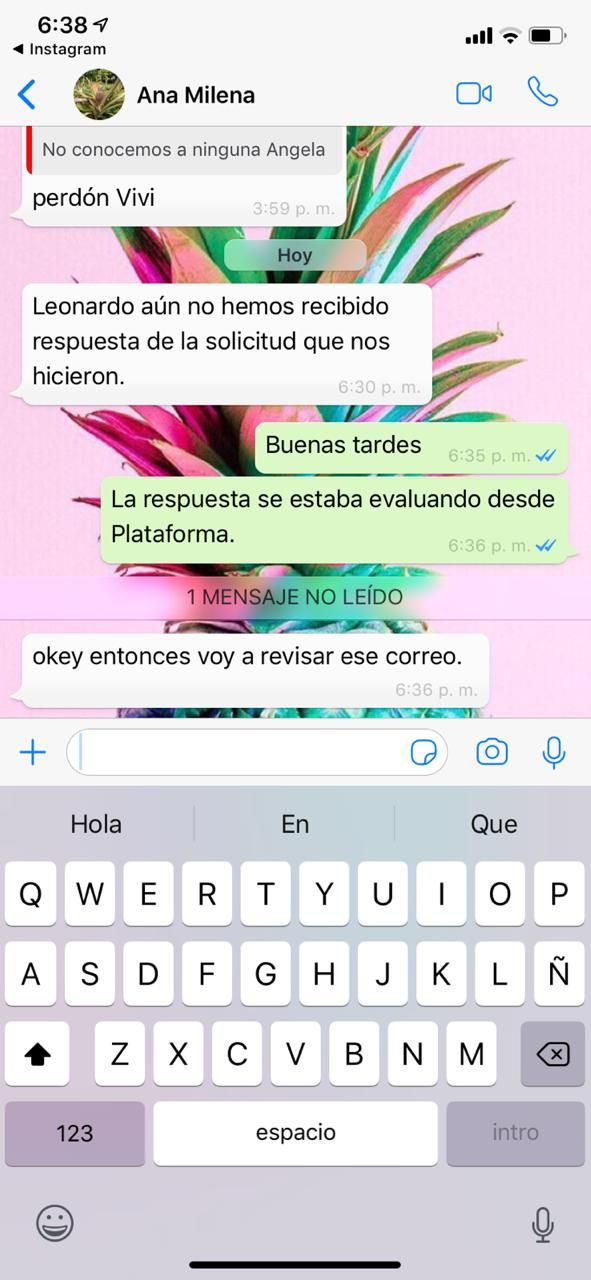 6:38
Instagram
Ana Milena
No conocemos a ninguna Angela
perdón Vivi
3:59 p. m.
Hoy
Leonardo aún no hemos recibido
respuesta de la solicitud que nos
hicieron.
6:30 p. m.
Buenas tardes
6:35 p. m.
La respuesta se estaba evaluando desde
Plataforma.
6:36 p. m.
1 MENSAJE NO LEÍDO
okey entonces voy a revisar ese correo.
6:36 p. m.
Hola En Que
Q W E R T Y U I O P
A S D F G H J K L Ñ
Z X C V B N M
123 espacio intro